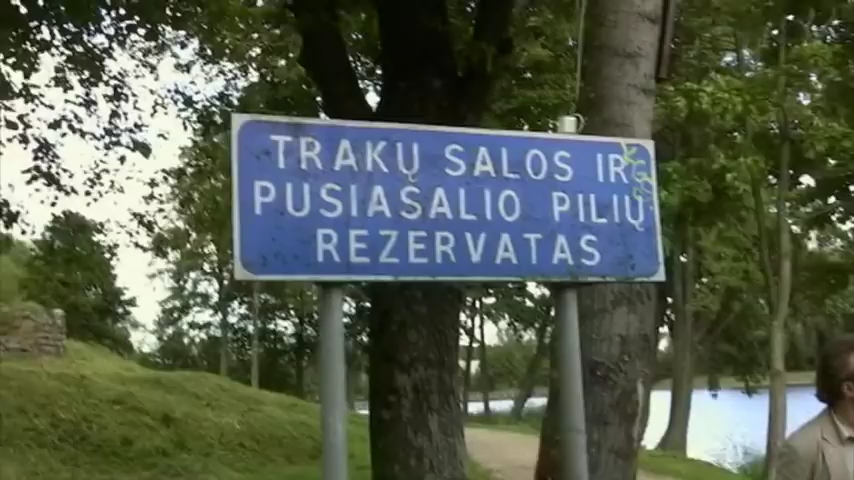 TRAKŲ SALOS IR
PUSIASALIO PILIŲ
REZERVATAS